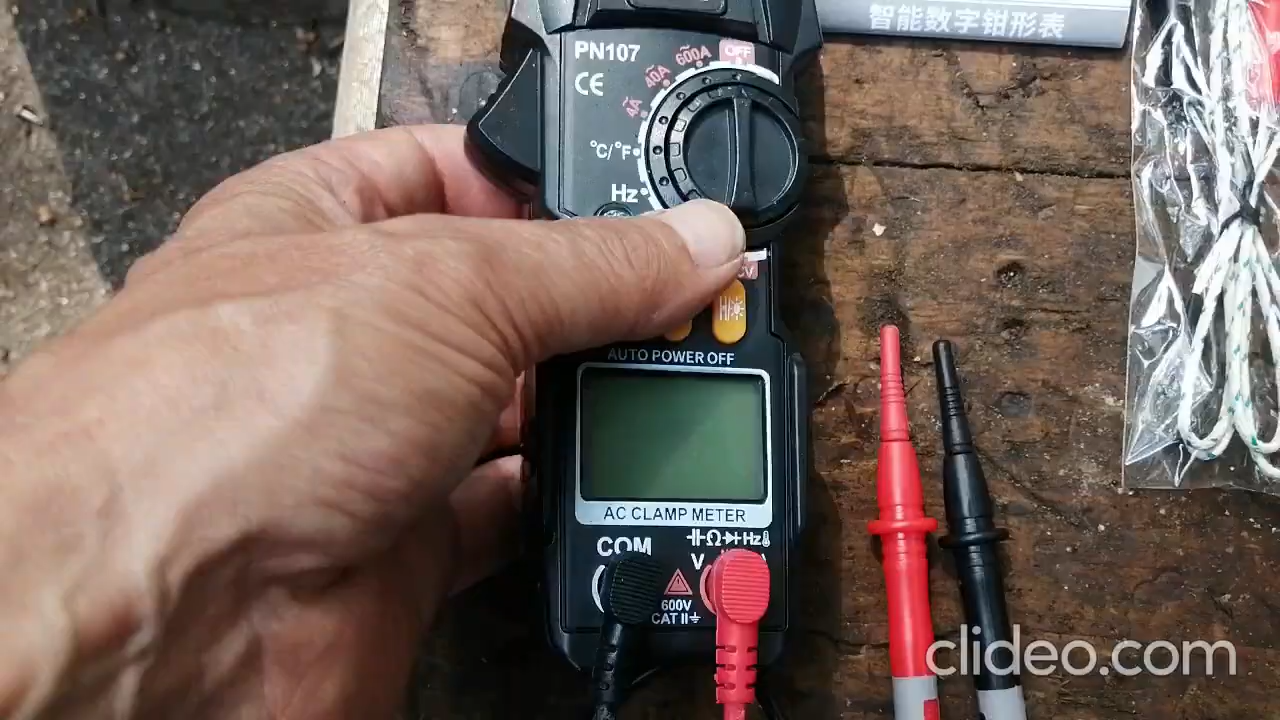 智能数字钳形表
PN107
CE
OFF
600A
40A
4A
°C/°F
Hz
H/
AUTO POWER OFF
AC CLAMP METER
COM
Ω Hz
V
600V
CAT II
clideo.com